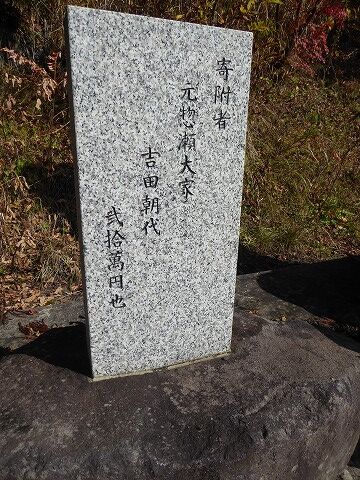 寄附者
元惣瀬大家
吉田朝代
弐拾萬円也